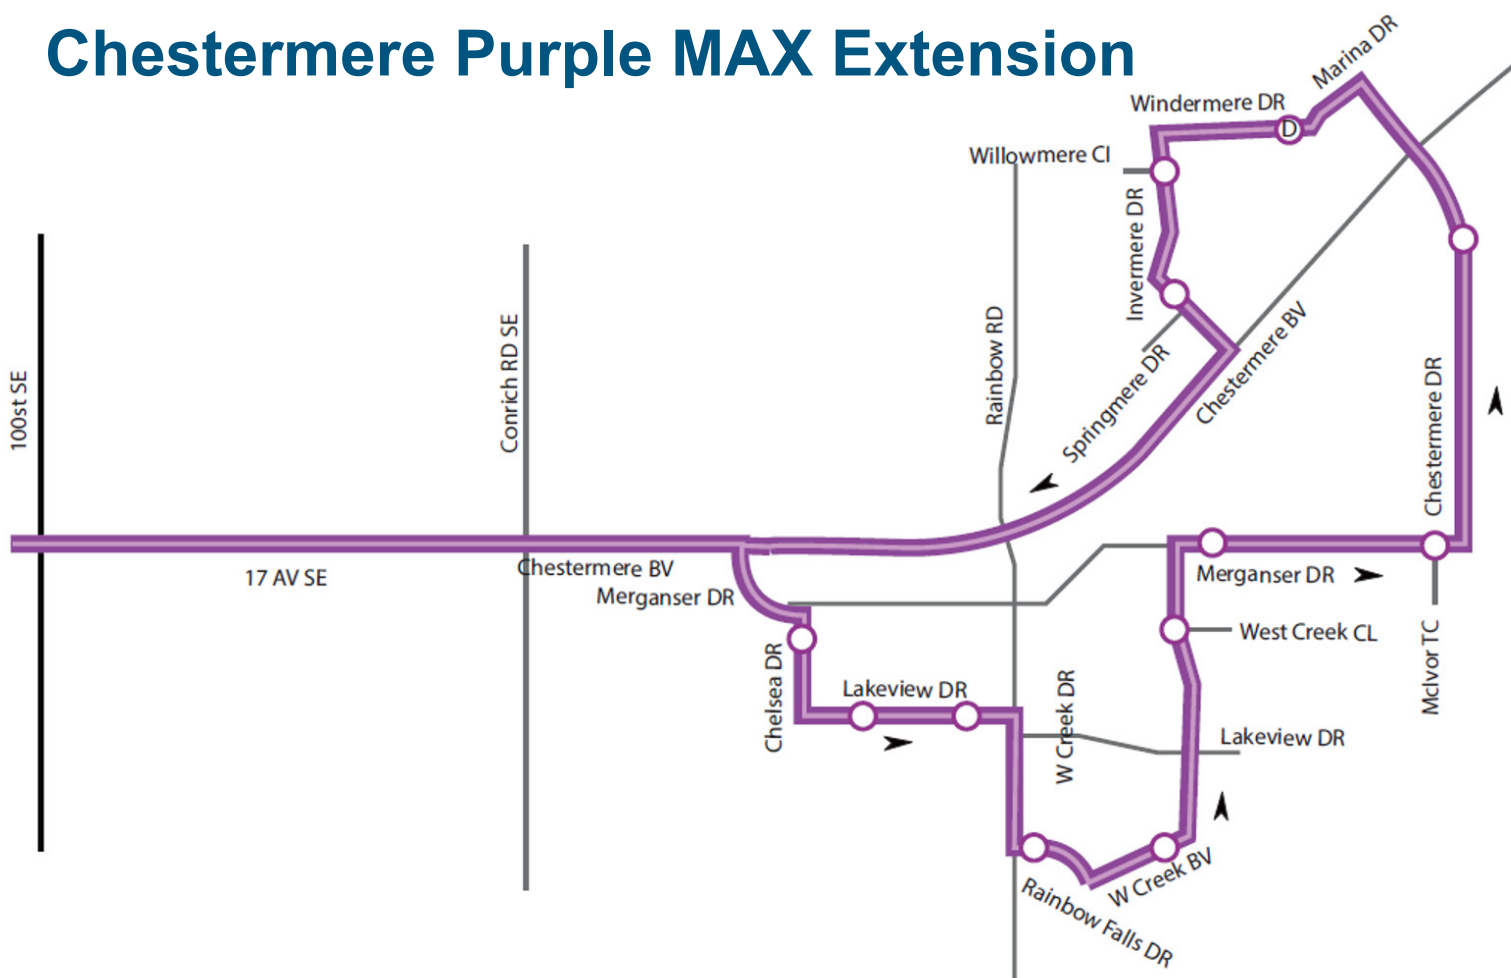 Chestermere Purple MAX Extension
Marina DR
Windermere DR
D
Willowmere CI
Invermere DR
Rainbow RD
Chestermere BV
Springmere DR
Conrich RD SE
100st SE
Chestermere DR
17 AV SE
Chestermere BV
Merganser DR
Merganser DR
West Creek CL
McIvor TC
Chelsea DR
Lakeview DR
W Creek DR
Lakeview DR
W Creek BV
Rainbow Falls DR